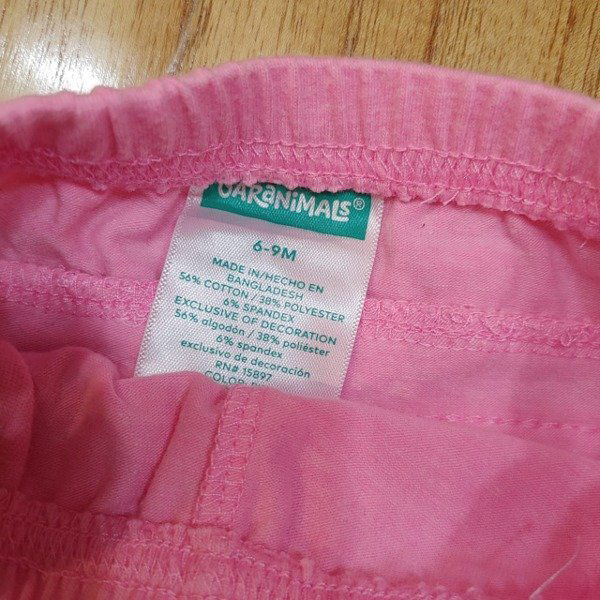 GARANIMALS®
6-9M
MADE IN/HECHO EN
BANGLADESH
56% COTTON / 38% POLYESTER
6% SPANDEX
EXCLUSIVE OF DECORATION
56% algodón / 38% poliéster
6% spandex
exclusivo de decoración
RN# 15897
COLOR: